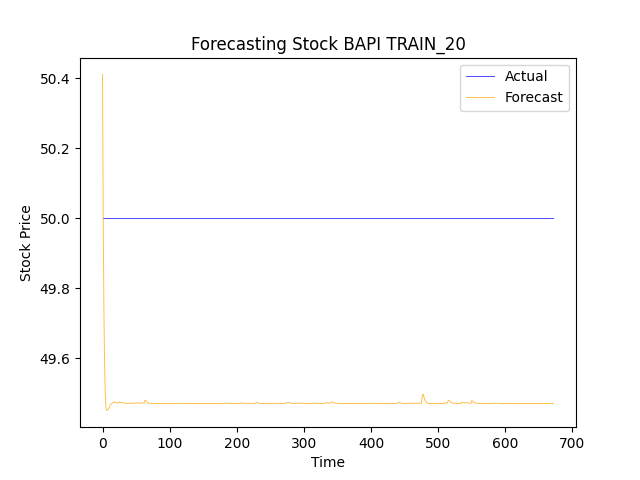 Forecasting Stock BAPI TRAIN_20
Actual
Forecast
50.4
50.2
50.0
49.8
49.6
Stock Price
0 100 200 300 400 500 600 700
Time